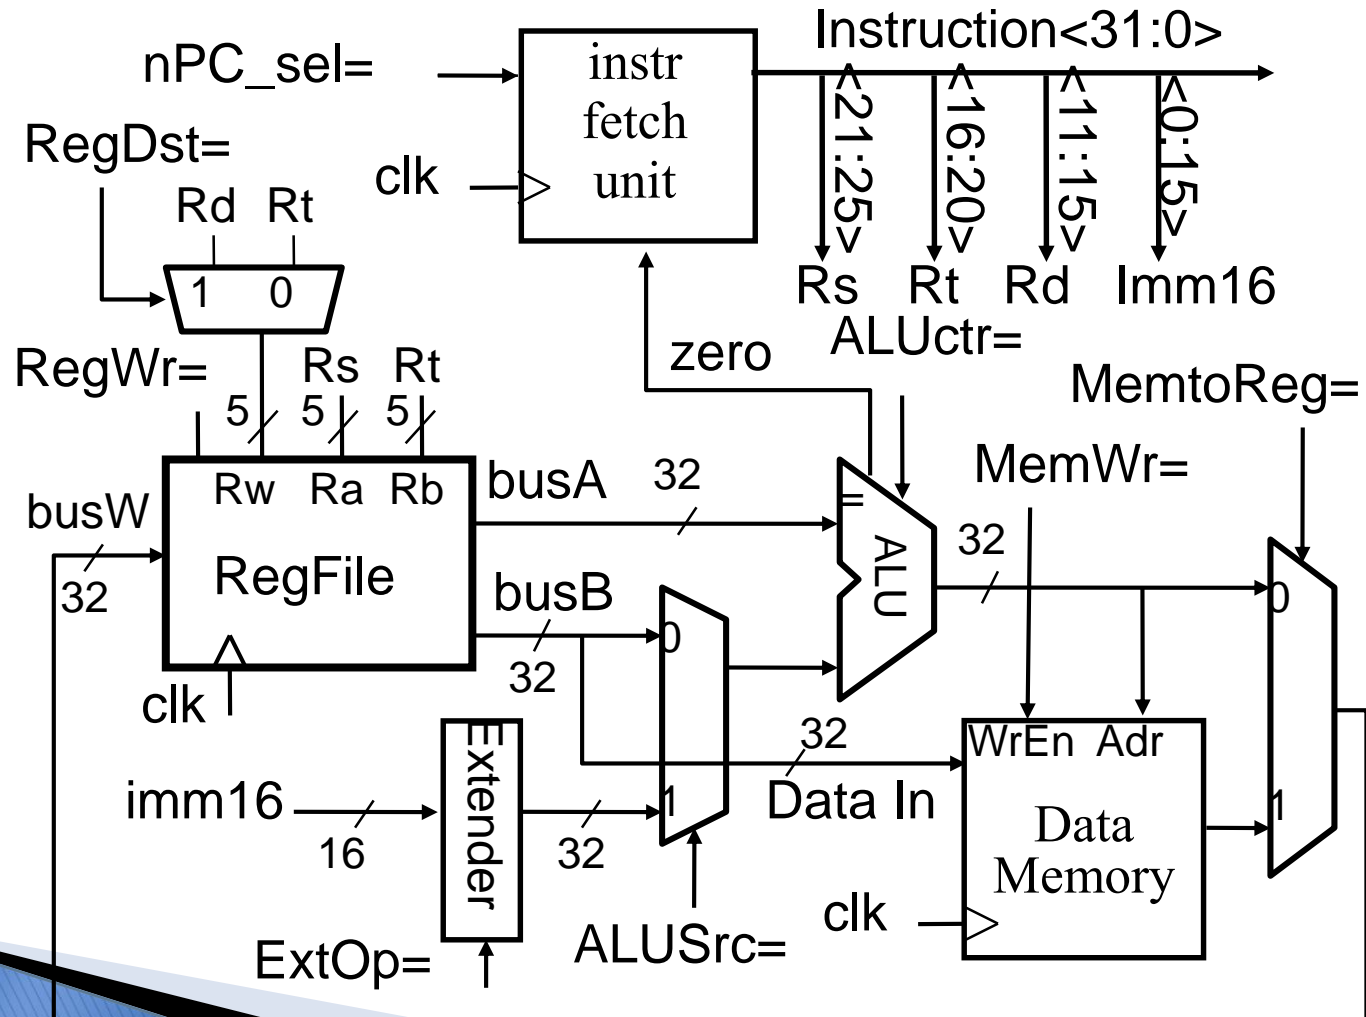 Instruction<31:0>
nPC_sel=
instr
fetch
unit
clk
<21:25>
<16:20>
<11:15>
<0:15>
Rs
Rt
Rd
Imm16
RegDst=
Rd
Rt
1
0
ALUctr=
zero
RegWr=
Rs
Rt
5
5
5
MemtoReg=
MemWr=
Rw
Ra
Rb
busA
32
busW
32
RegFile
busB
32
clk
=
ALU
32
0
0
1
imm16
16
Extender
32
ExtOp=
ALUSrc=
32
Data In
WrEn
Adr
Data
Memory
clk
1